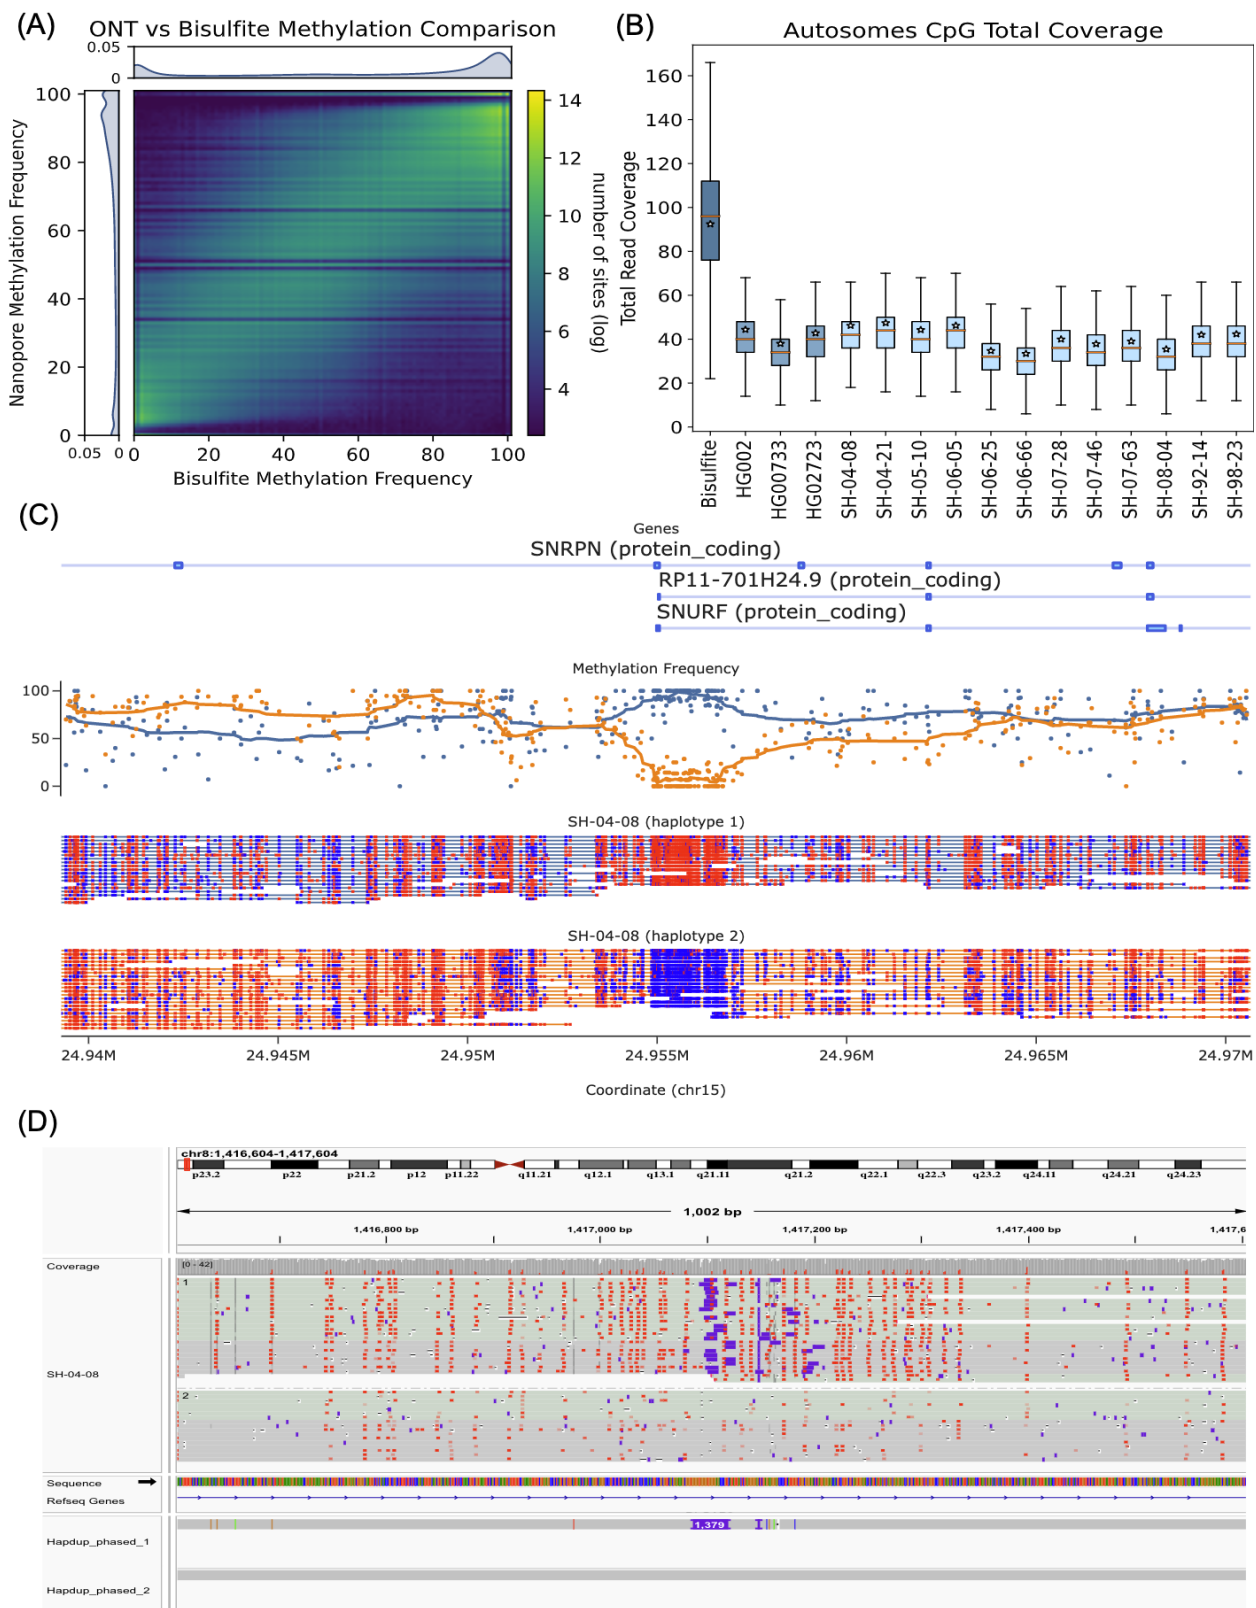 (A)
ONT vs Bisulfite Methylation Comparison
0.05
0
Nanopore Methylation Frequency
100
80
60
40
20
0
0.05
0
0
20
40
60
80
100
Bisulfite Methylation Frequency
14
12
10
8
6
4
number of sites (log)
(B)
Autosomes CpG Total Coverage
Total Read Coverage
160
140
120
100
80
60
40
20
0
Bisulfite
HG002
HG00733
HG02723
SH-04-08
SH-04-21
SH-05-10
SH-06-05
SH-06-25
SH-06-66
SH-07-28
SH-07-46
SH-07-63
SH-08-04
SH-92-14
SH-98-23
(C)
Genes
SNRPN (protein_coding)
RP11-701H24.9 (protein_coding)
SNURF (protein_coding)
Methylation Frequency
100
50
0
SH-04-08 (haplotype 1)
SH-04-08 (haplotype 2)
24.94M
24.945M
24.95M
24.955M
24.96M
24.965M
24.97M
Coordinate (chr15)
(D)
chr8:1,416,604-1,417,604
p23.2
p22
p21.2
p12
p11.22
q11.21
q12.1
q13.1
q21.11
q21.2
q22.1
q22.3
q23.2
q24.11
q24.21
q24.23
1,002 bp
1,416,800 bp
1,417,000 bp
1,417,200 bp
1,417,400 bp
1,417,6
Coverage
[0 - 42]
1
SH-04-08
2
Sequence
Refseq Genes
Hapdup_phased_1
1,379
Hapdup_phased_2